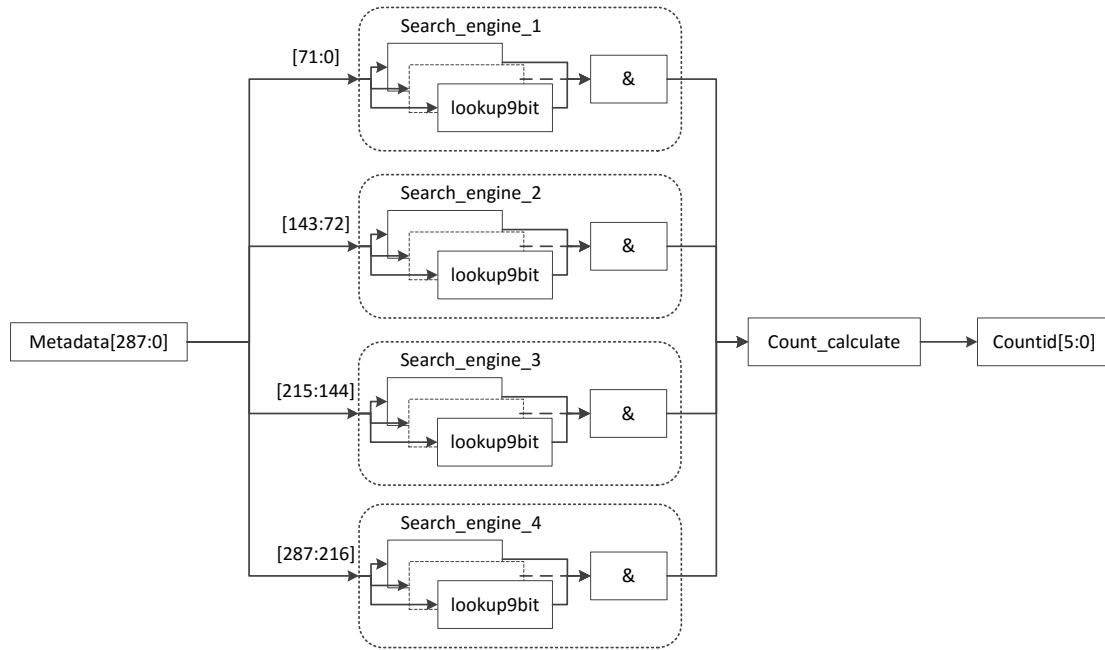 Search_engine_1
[71:0]
&
lookup9bit
Search_engine_2
[143:72]
&
lookup9bit
Metadata[287:0]
Count_calculate
Countid[5:0]
Search_engine_3
[215:144]
&
lookup9bit
Search_engine_4
[287:216]
&
lookup9bit